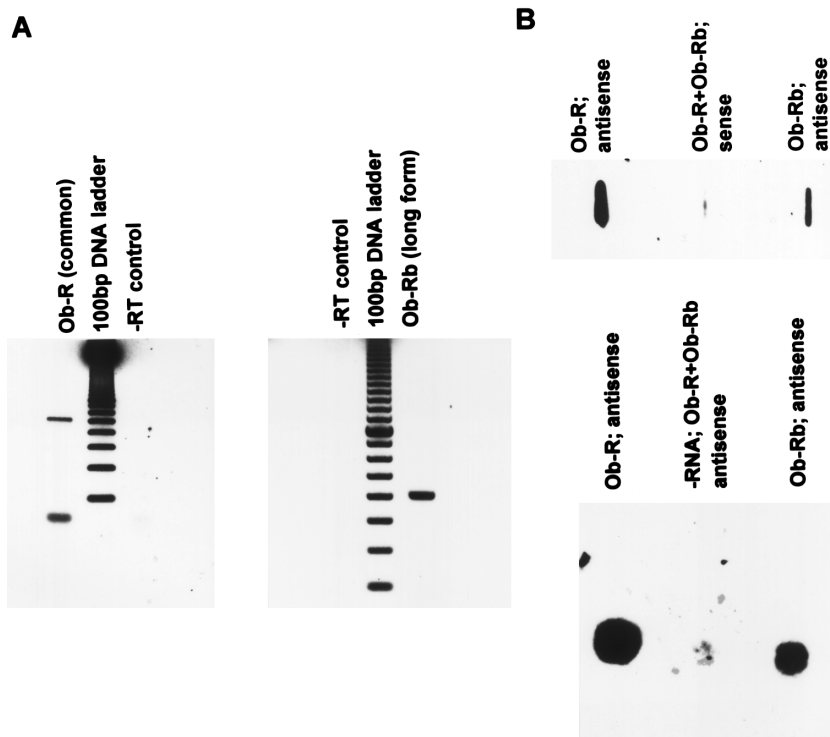 A
Ob-R (common)
100bp DNA ladder
-RT control
-RT control
100bp DNA ladder
Ob-Rb (long form)
B
Ob-R;
antisense
Ob-R+Ob-Rb;
sense
Ob-Rb;
antisense
Ob-R; antisense
-RNA; Ob-R+Ob-Rb
antisense
Ob-Rb; antisense